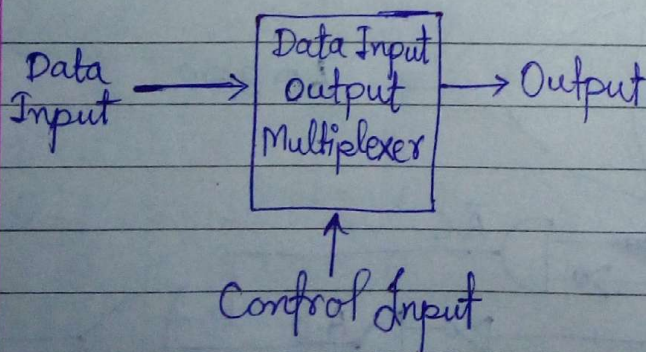 Data
Input
Data Input
output
Multiplexer
Output
Control Input